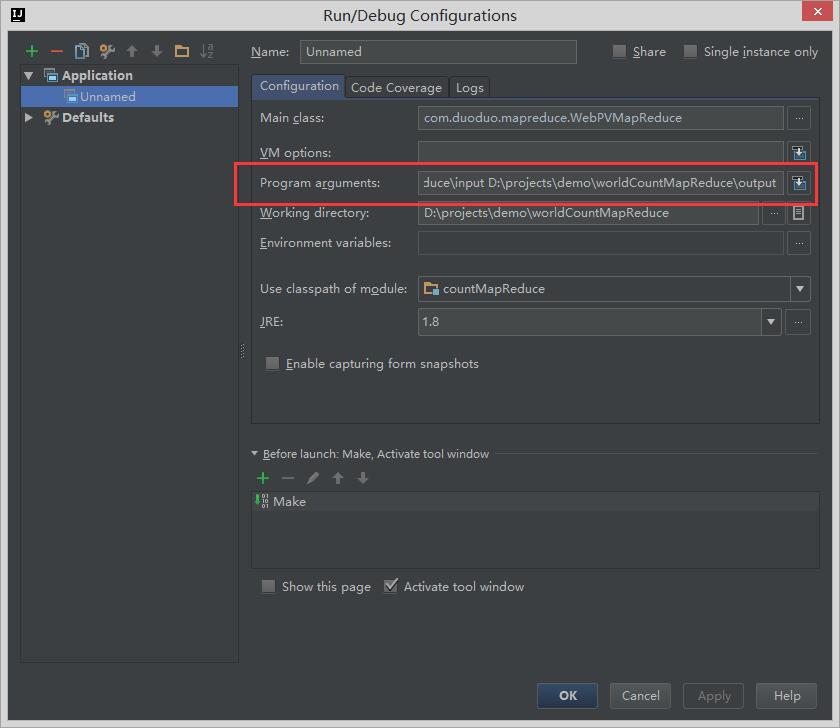 IJ
Run/Debug Configurations
Name: Unnamed Share Single instance only
Application
Unnamed
Defaults
Configuration Code Coverage Logs
Main class: com.duoduo.mapreduce.WebPVMapReduce ...
VM options:
Program arguments: duce\input D:\projects\demo\worldCountMapReduce\output
Working directory: D:\projects\demo\worldCountMapReduce ...
Environment variables: ...
Use classpath of module: countMapReduce
JRE: 1.8 ...
Enable capturing form snapshots
Before launch: Make, Activate tool window
Make
Show this page Activate tool window
OK Cancel Apply Help